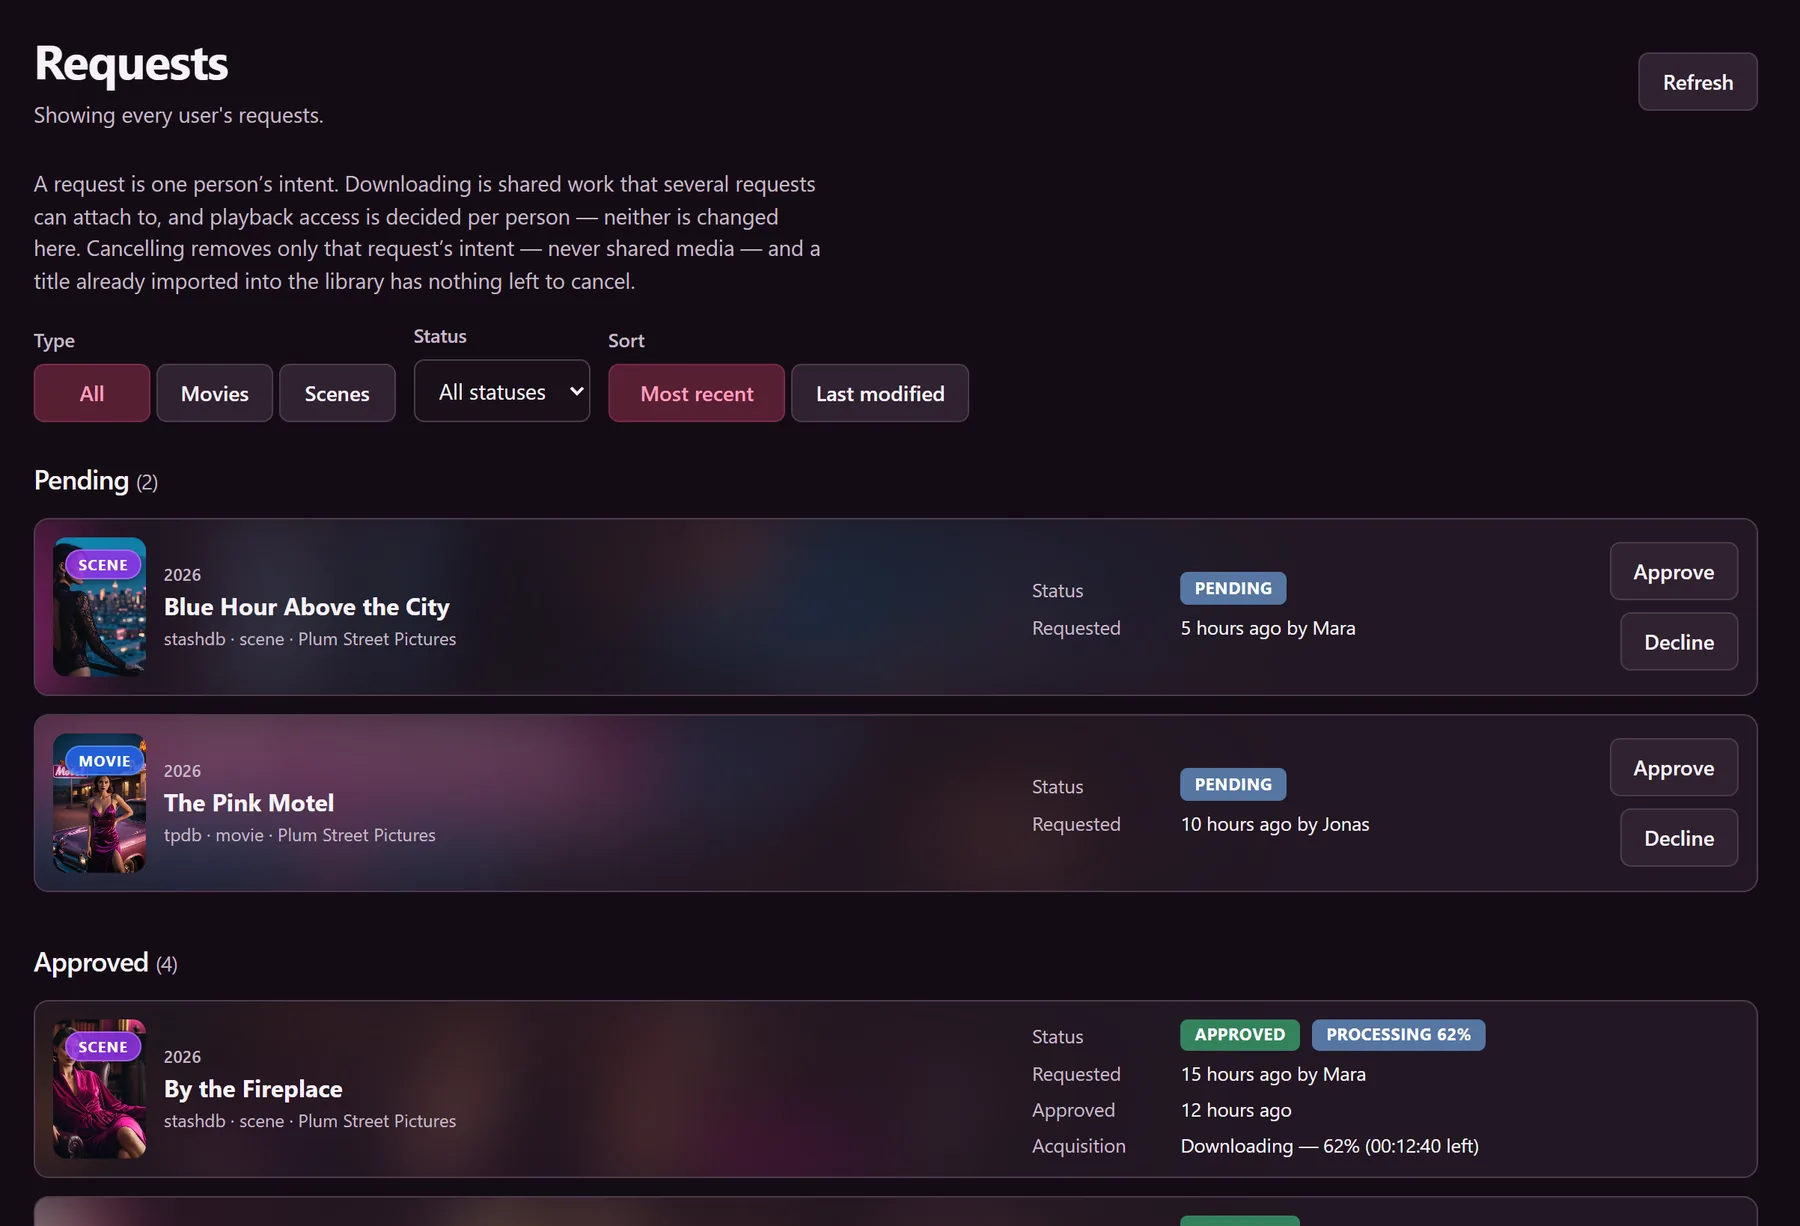 Requests
Refresh
Showing every user's requests.
A request is one person’s intent. Downloading is shared work that several requests
can attach to, and playback access is decided per person — neither is changed
here. Cancelling removes only that request’s intent — never shared media — and a
title already imported into the library has nothing left to cancel.
Type
Status
Sort
All
Movies
Scenes
All statuses
Most recent
Last modified
Pending (2)
SCENE
2026
Blue Hour Above the City
stashdb · scene · Plum Street Pictures
Status
PENDING
Requested
5 hours ago by Mara
Approve
Decline
MOVIE
2026
The Pink Motel
tpdb · movie · Plum Street Pictures
Status
PENDING
Requested
10 hours ago by Jonas
Approve
Decline
Approved (4)
SCENE
2026
By the Fireplace
stashdb · scene · Plum Street Pictures
Status
APPROVED
PROCESSING 62%
Requested
15 hours ago by Mara
Approved
12 hours ago
Acquisition
Downloading — 62% (00:12:40 left)